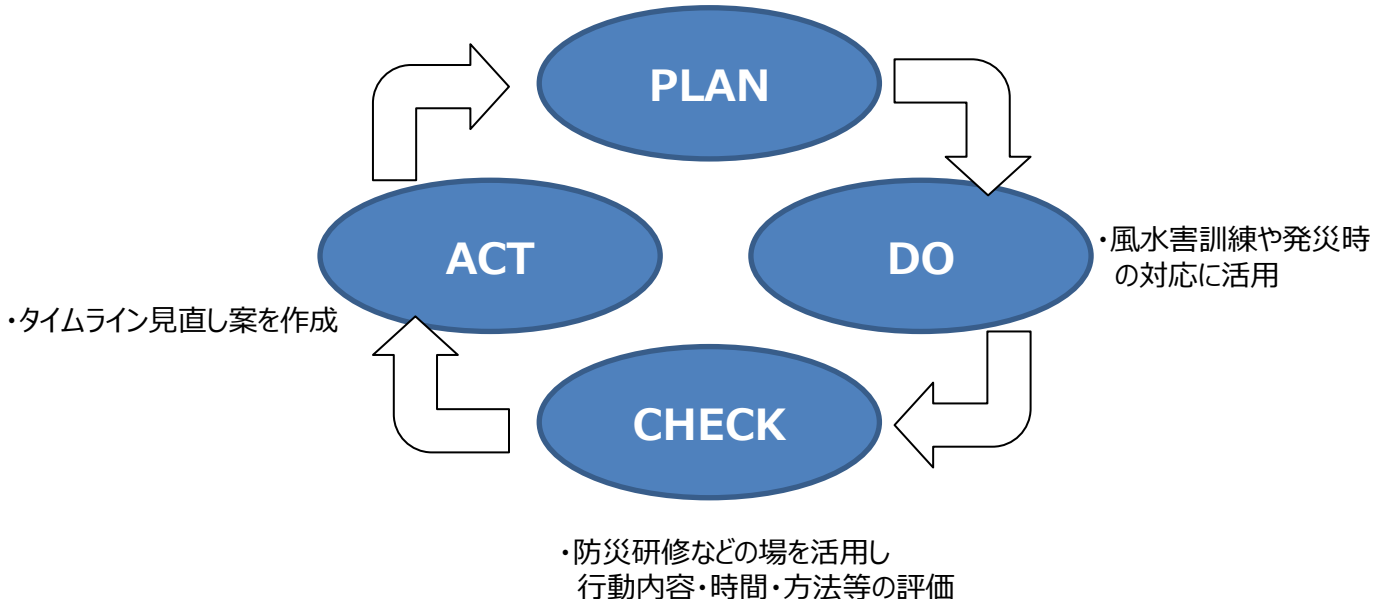 PLAN
ACT
DO
・風水害訓練や発災時
の対応に活用
・タイムライン見直し案を作成
CHECK
・防災研修などの場を活用し
行動内容・時間・方法等の評価